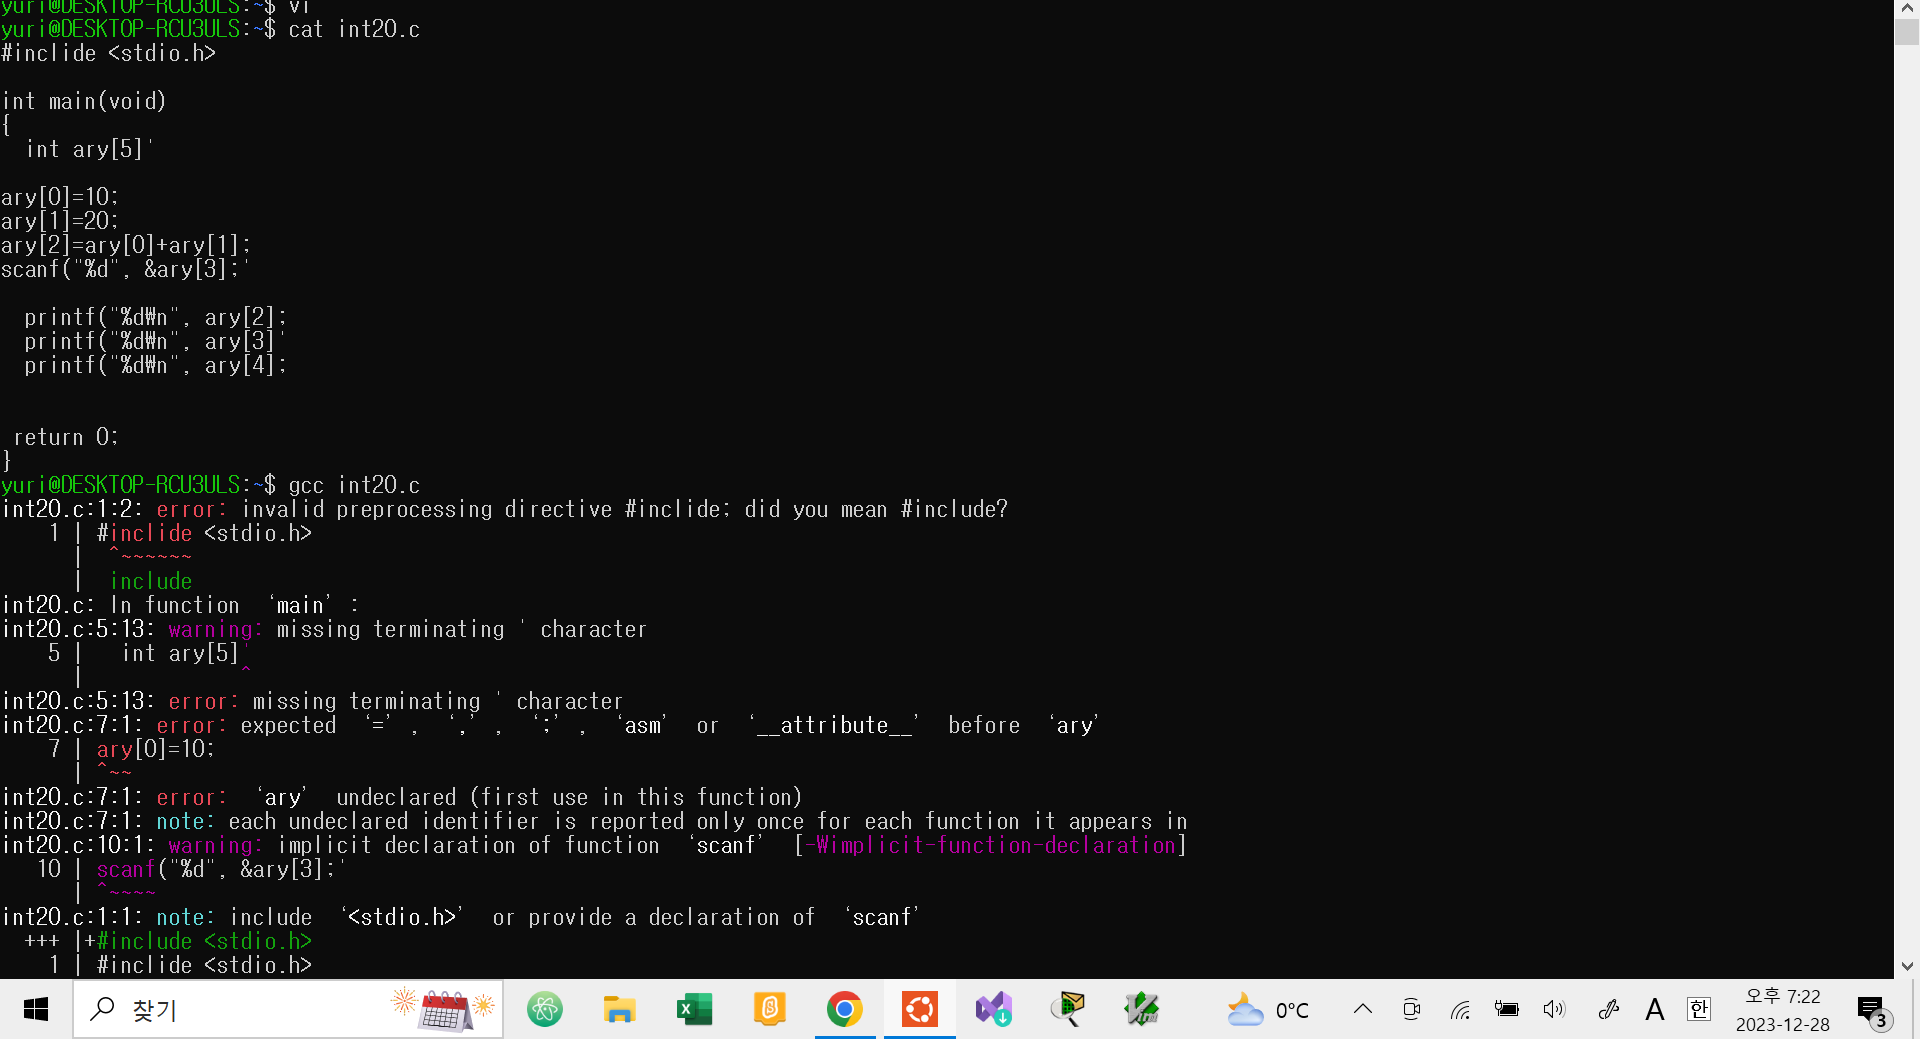 yuri@DESKTOP-RCU3ULS:~$ vi
yuri@DESKTOP-RCU3ULS:~$ cat int20.c
#inclide <stdio.h>
int main(void)
{
  int ary[5]'
ary[0]=10;
ary[1]=20;
ary[2]=ary[0]+ary[1];
scanf("%d", &ary[3];'
  printf("%d₩n", ary[2];
  printf("%d₩n", ary[3]'
  printf("%d₩n", ary[4];
 return 0;
}
yuri@DESKTOP-RCU3ULS:~$ gcc int20.c
int20.c:1:2: error: invalid preprocessing directive #inclide; did you mean #include?
    1 | #inclide <stdio.h>
      |  ^~~~~~~
      |  include
int20.c: In function ‘main’:
int20.c:5:13: warning: missing terminating ' character
    5 |   int ary[5]'
      |             ^
int20.c:5:13: error: missing terminating ' character
int20.c:7:1: error: expected ‘=’, ‘,’, ‘;’, ‘asm’ or ‘__attribute__’ before ‘ary’
    7 | ary[0]=10;
      | ^~~
int20.c:7:1: error: ‘ary’ undeclared (first use in this function)
int20.c:7:1: note: each undeclared identifier is reported only once for each function it appears in
int20.c:10:1: warning: implicit declaration of function ‘scanf’ [-Wimplicit-function-declaration]
   10 | scanf("%d", &ary[3];'
      | ^~~~~
int20.c:1:1: note: include ‘<stdio.h>’ or provide a declaration of ‘scanf’
  +++ |+#include <stdio.h>
    1 | #inclide <stdio.h>
찾기
0°C
A
한
오후 7:22
2023-12-28
3